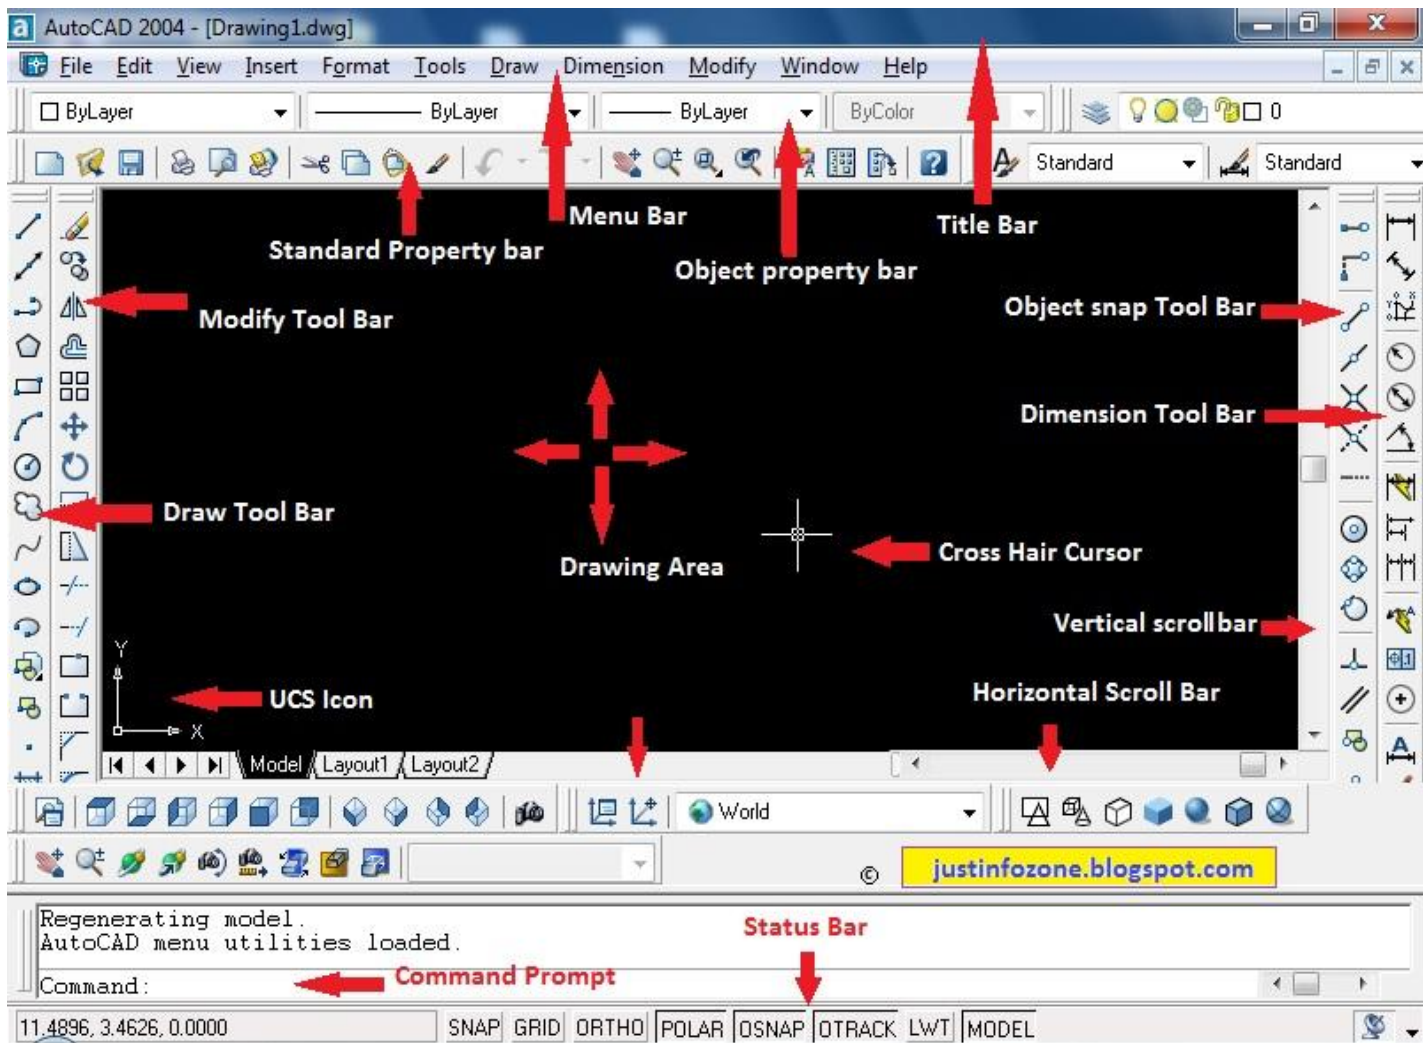 a AutoCAD 2004 - [Drawing1.dwg]
File Edit View Insert Format Tools Draw Dimension Modify Window Help
ByLayer ByLayer ByLayer ByColor 0
Standard Standard
Menu Bar
Title Bar
Standard Property bar
Object property bar
Object snap Tool Bar
Modify Tool Bar
Dimension Tool Bar
Draw Tool Bar
Cross Hair Cursor
Drawing Area
Vertical scrollbar
Y
UCS Icon
Horizontal Scroll Bar
X
Model Layout1 Layout2
World
© justinfozone.blogspot.com
Regenerating model.
AutoCAD menu utilities loaded.
Status Bar
Command Prompt
Command:
11.4896, 3.4626, 0.0000 SNAP GRID ORTHO POLAR OSNAP OTRACK LWT MODEL